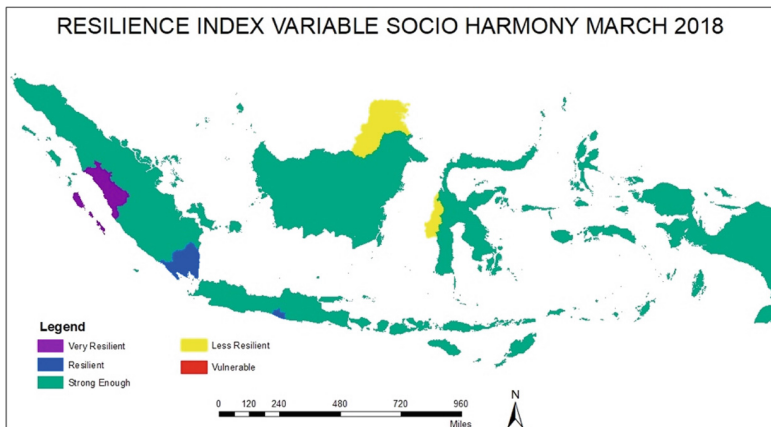 RESILIENCE INDEX VARIABLE SOCIO HARMONY MARCH 2018
Legend
Very Resilient
Resilient
Strong Enough
Less Resilient
Vulnerable
0 120 240 480 720 960
Miles
N